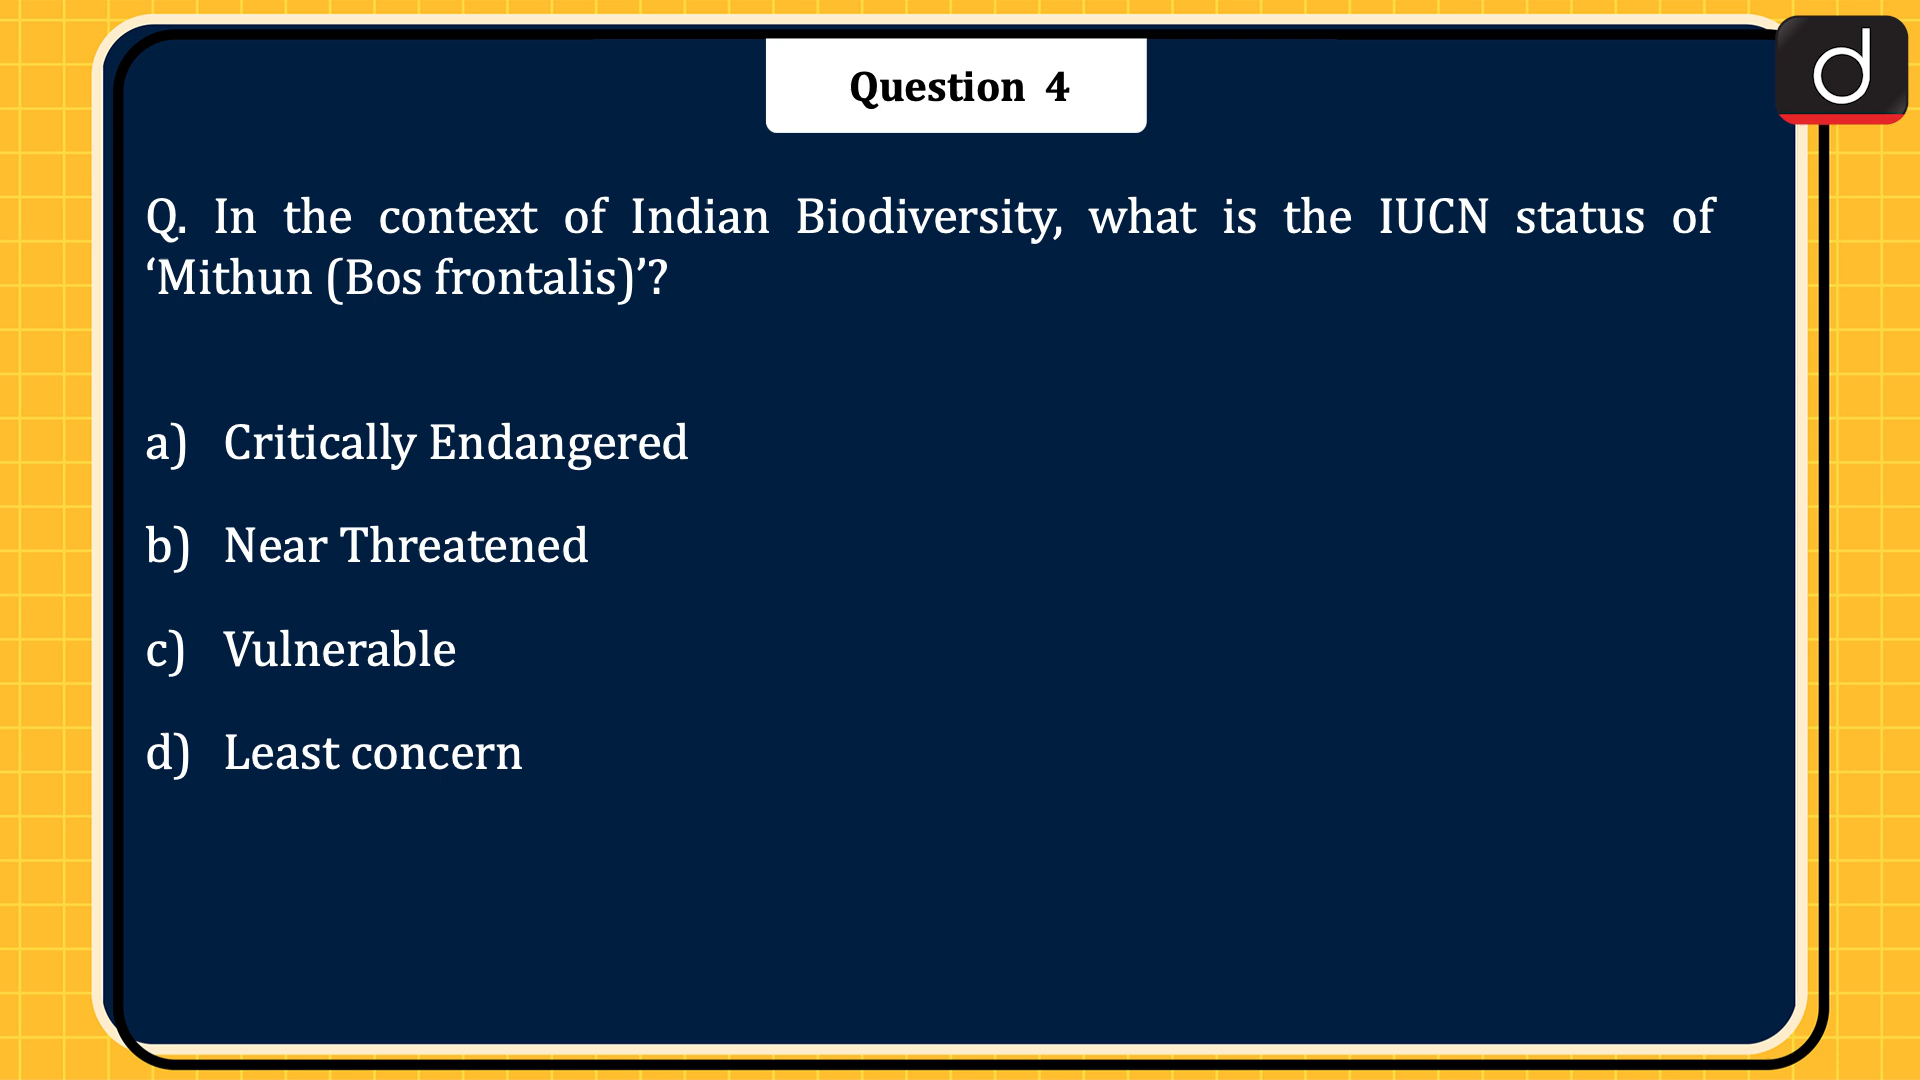 Question 4
Q. In the context of Indian Biodiversity, what is the IUCN status of
‘Mithun (Bos frontalis)’?
a) Critically Endangered
b) Near Threatened
c) Vulnerable
d) Least concern
d